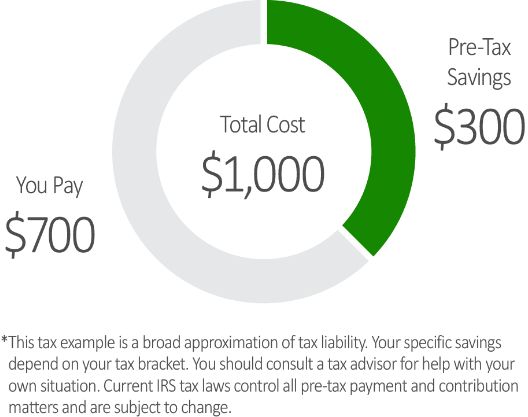 Pre-Tax
Savings
$300
Total Cost
$1,000
You Pay
$700
*This tax example is a broad approximation of tax liability. Your specific savings
depend on your tax bracket. You should consult a tax advisor for help with your
own situation. Current IRS tax laws control all pre-tax payment and contribution
matters and are subject to change.